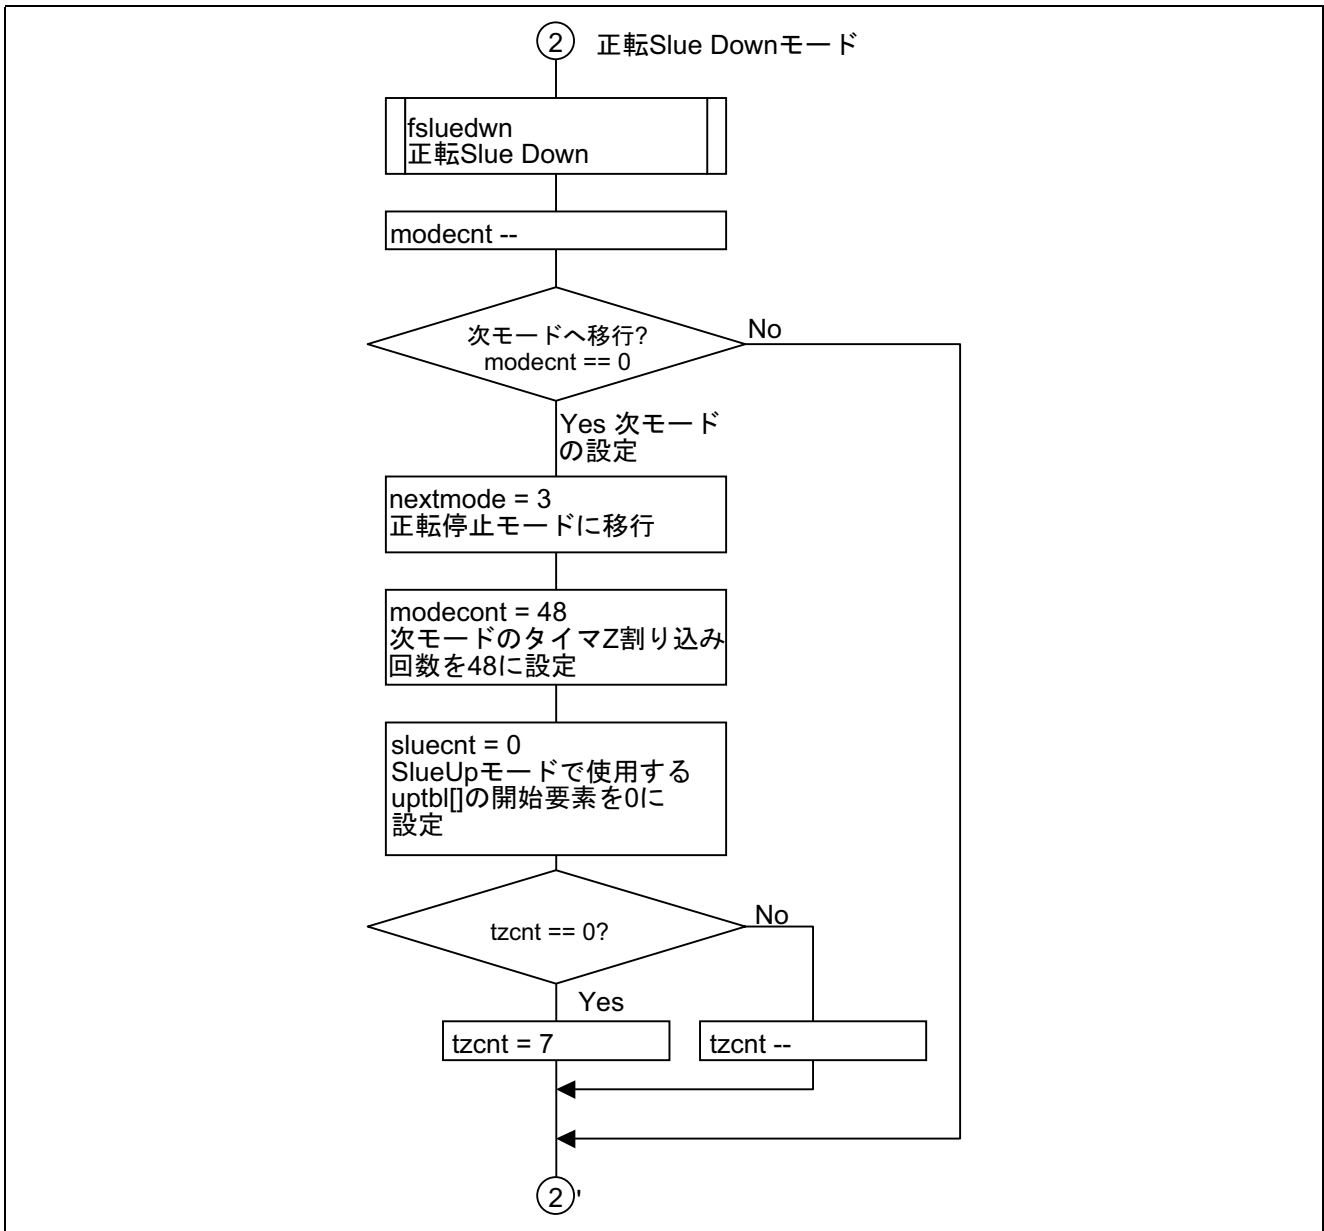 2 正転Slue Downモード
fsluedwn
正転Slue Down
modecnt --
次モードへ移行?
modecnt == 0
No
Yes 次モード
の設定
nextmode = 3
正転停止モードに移行
modecont = 48
次モードのタイマZ割り込み
回数を48に設定
sluecnt = 0
SlueUpモードで使用する
uptbl[]の開始要素を0に
設定
tzcnt == 0?
No
Yes
tzcnt = 7
tzcnt --
2'